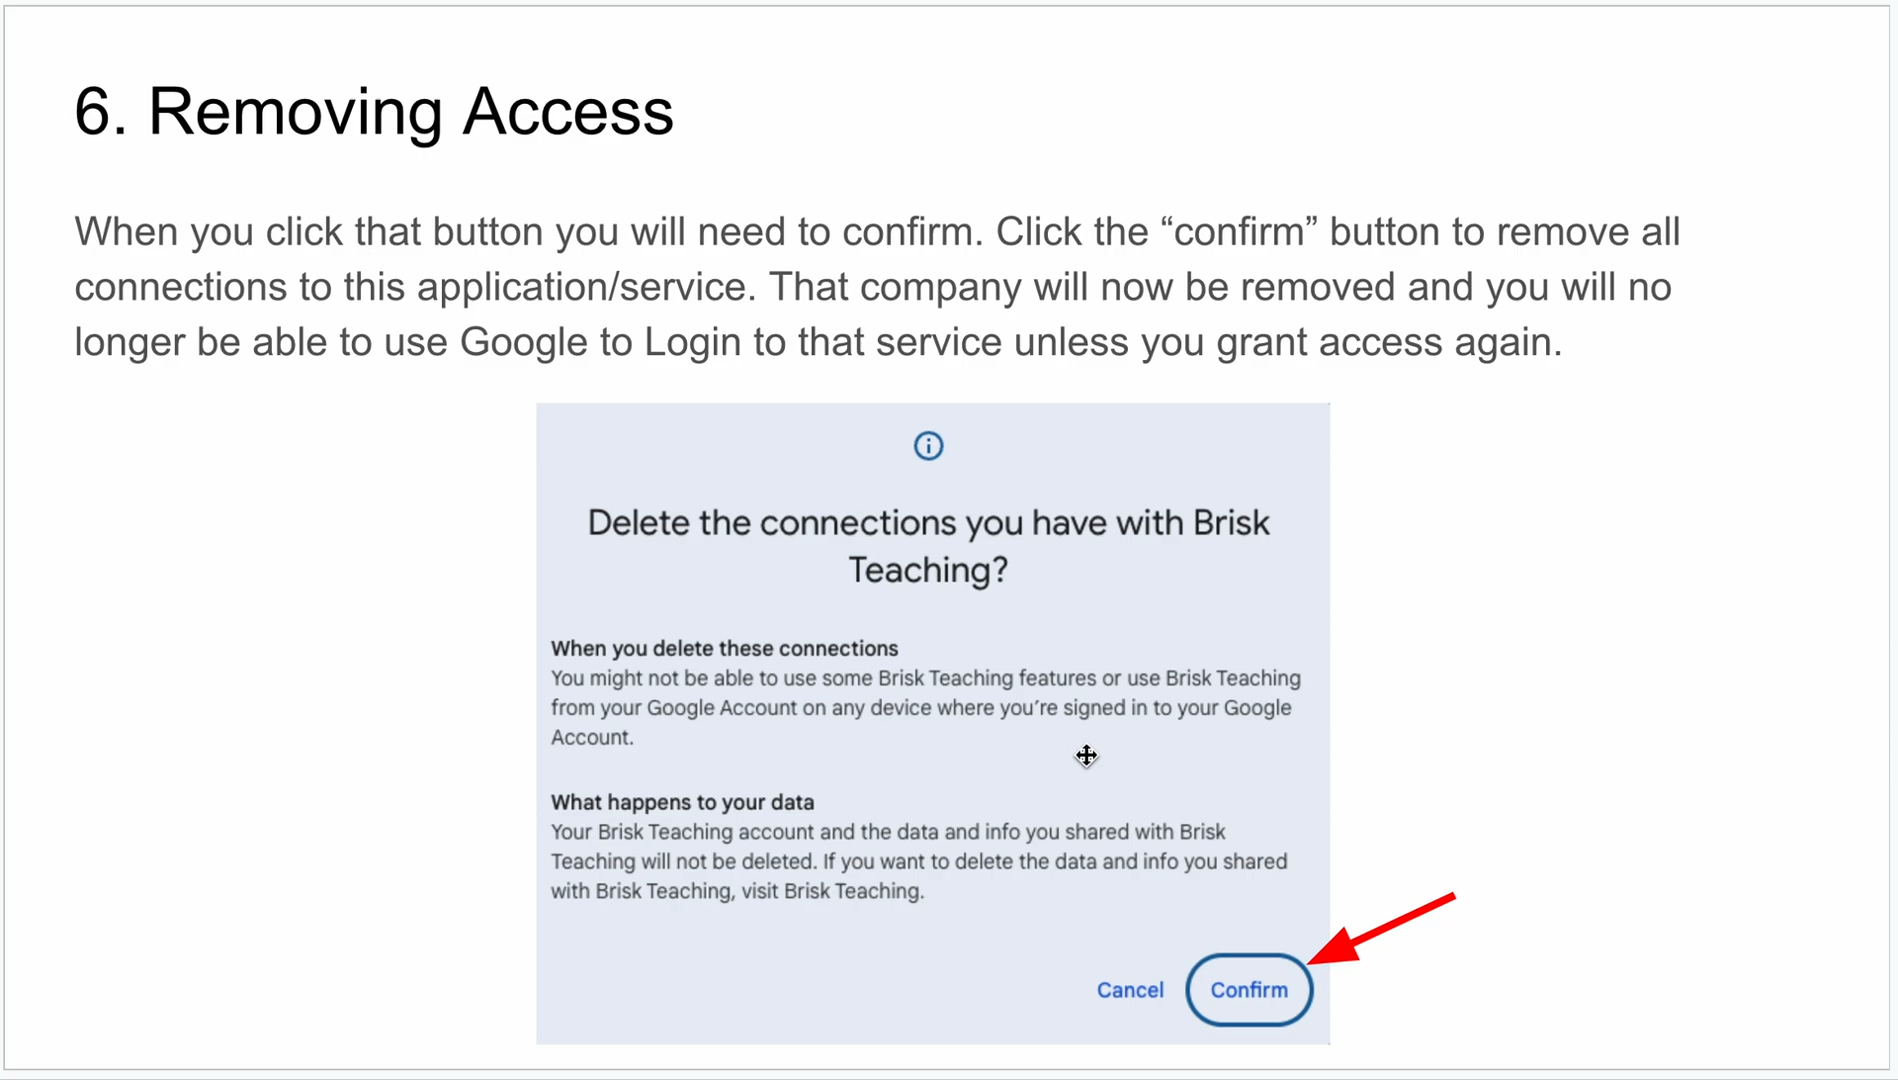 6. Removing Access
When you click that button you will need to confirm. Click the “confirm” button to remove all
connections to this application/service. That company will now be removed and you will no
longer be able to use Google to Login to that service unless you grant access again.
Delete the connections you have with Brisk
Teaching?
When you delete these connections
You might not be able to use some Brisk Teaching features or use Brisk Teaching
from your Google Account on any device where you’re signed in to your Google
Account.
What happens to your data
Your Brisk Teaching account and the data and info you shared with Brisk
Teaching will not be deleted. If you want to delete the data and info you shared
with Brisk Teaching, visit Brisk Teaching.
Cancel Confirm